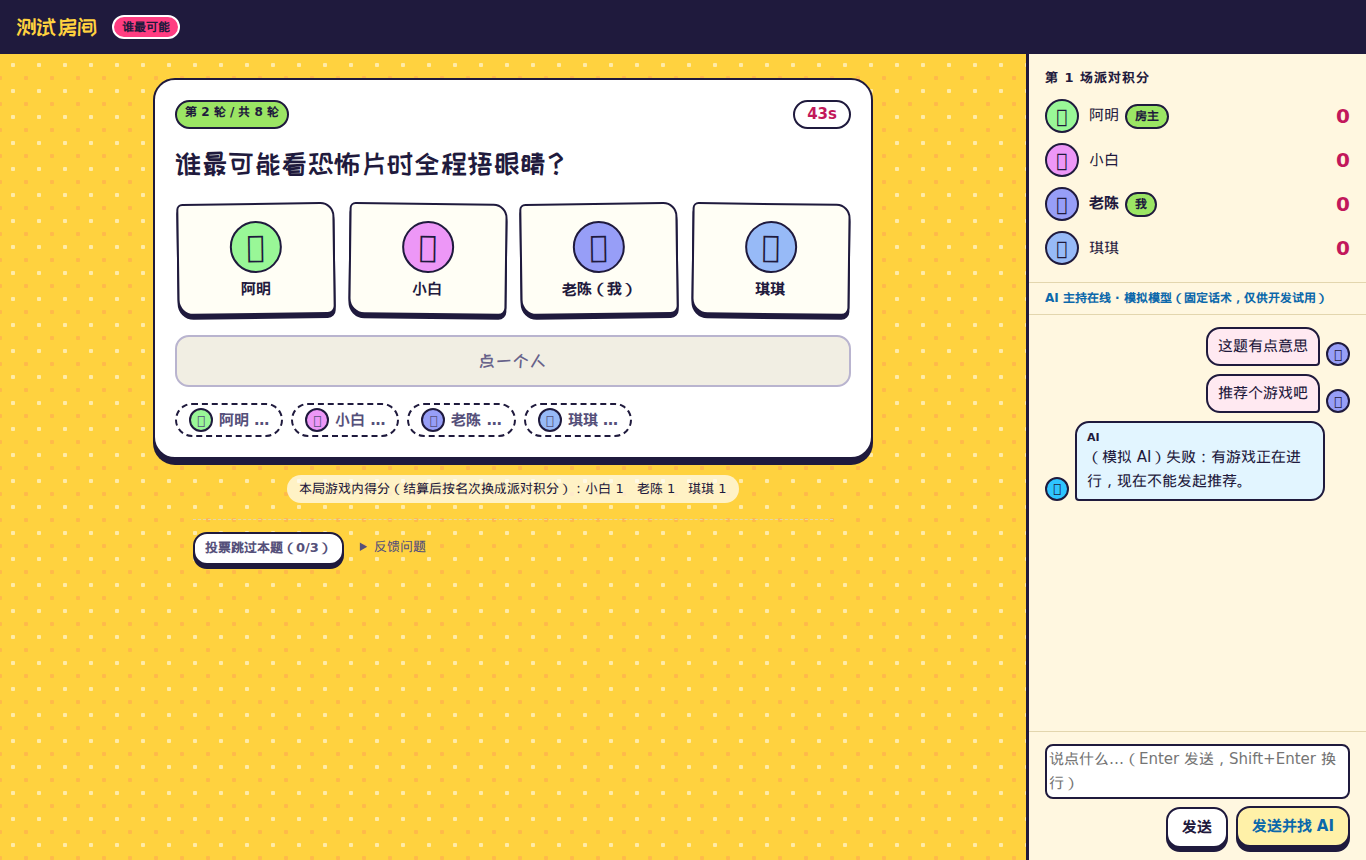 测试房间
谁最可能
第 2 轮 / 共 8 轮
43s
谁最可能看恐怖片时全程捂眼睛？
阿明
小白
老陈（我）
琪琪
点一个人
阿明 …
小白 …
老陈 …
琪琪 …
本局游戏内得分（结算后按名次换成派对积分）：小白 1 老陈 1 琪琪 1
投票跳过本题（0/3）
▶ 反馈问题
第 1 场派对积分
阿明 房主 0
小白 0
老陈 我 0
琪琪 0
AI 主持在线 · 模拟模型（固定话术，仅供开发试用）
这题有点意思
推荐个游戏吧
AI
（模拟 AI）失败：有游戏正在进
行，现在不能发起推荐。
说点什么…（Enter 发送，Shift+Enter 换
行）
发送
发送并找 AI